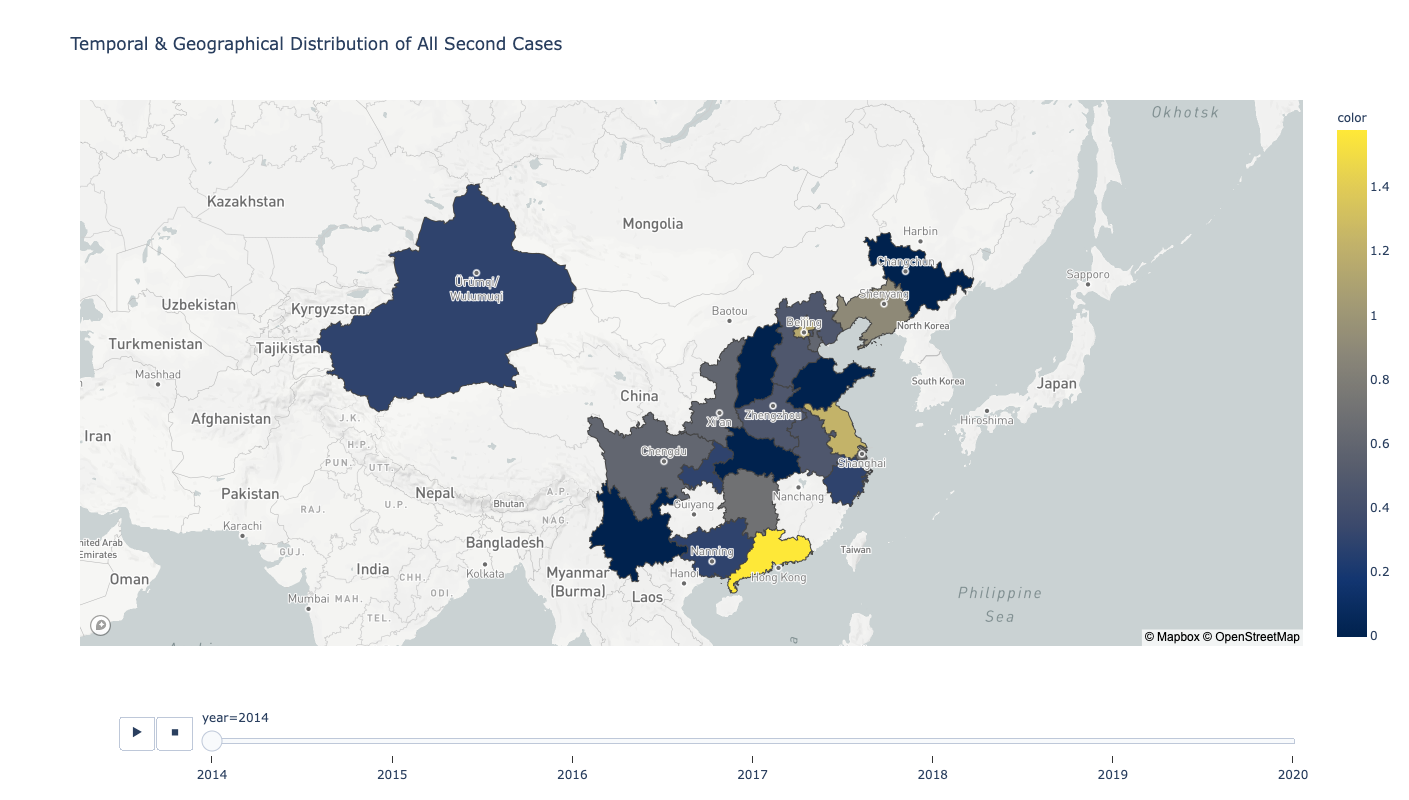 Temporal & Geographical Distribution of All Second Cases
color
Okhotsk
1.4
1.2
1
0.8
0.6
0.4
0.2
0
Kazakhstan
Mongolia
Harbin
Changchun
Sapporo
Ürümqi/
Wulumuqi
Shenyang
Uzbekistan
Kyrgyzstan
Baotou
Beijing
North Korea
Turkmenistan
Tajikistan
Mashhad
South Korea
Japan
China
Afghanistan
J.K.
Xi'an
Zhengzhou
Hiroshima
Iran
H.P.
Chengdu
PUN.
UTT.
Shanghai
Pakistan
Nepal
A.P.
Bhutan
Nanchang
RAJ.
U.P.
Guiyang
NAG.
Karachi
Bangladesh
nited Arab
Emirates
GUJ.
Nanning
Taiwan
India
CHH.
Kolkata
Myanmar
(Burma)
Hanoi
Hong Kong
Oman
Laos
Philippine
Sea
Mumbai
MAH.
ODI.
TEL.
© Mapbox © OpenStreetMap
year=2014
2014
2015
2016
2017
2018
2019
2020